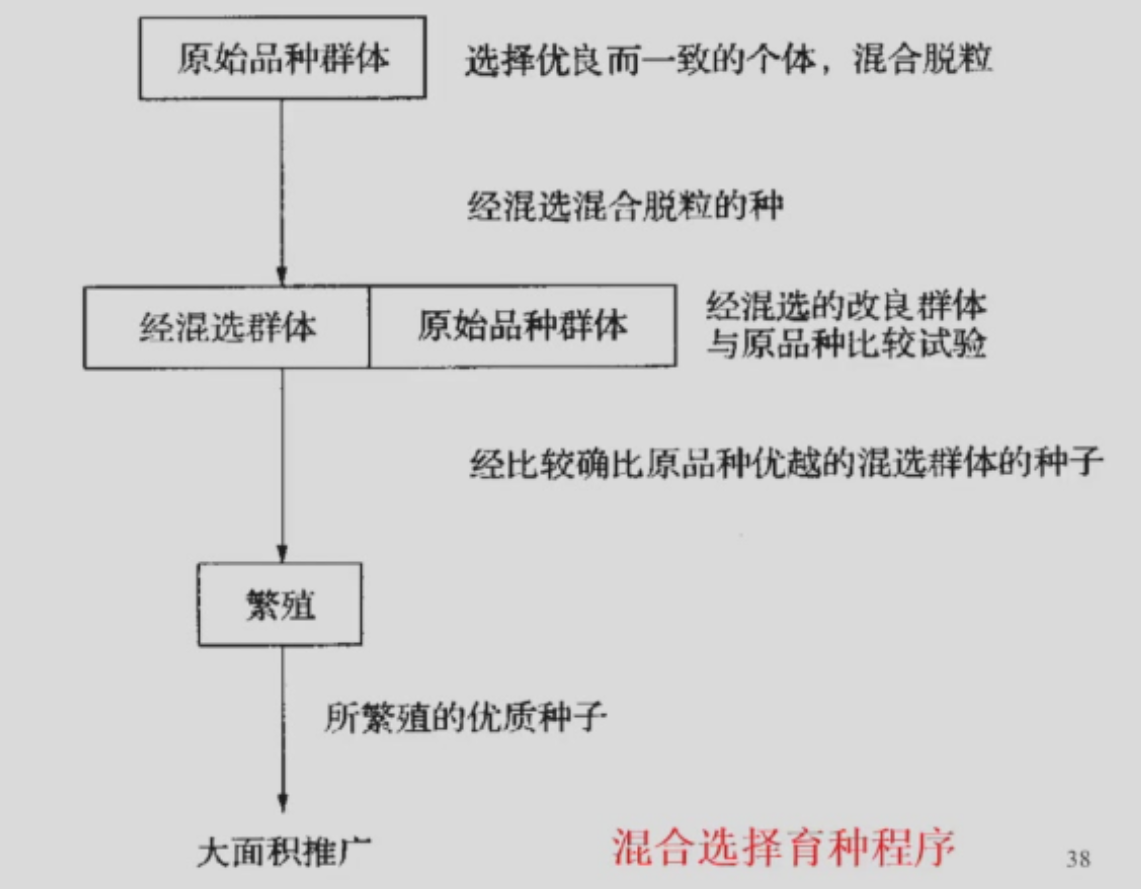 原始品种群体
选择优良而一致的个体，混合脱粒
经混选混合脱粒的种
经混选群体
原始品种群体
经混选的改良群体
与原品种比较试验
经比较确比原品种优越的混选群体的种子
繁殖
所繁殖的优质种子
大面积推广
混合选择育种程序
38